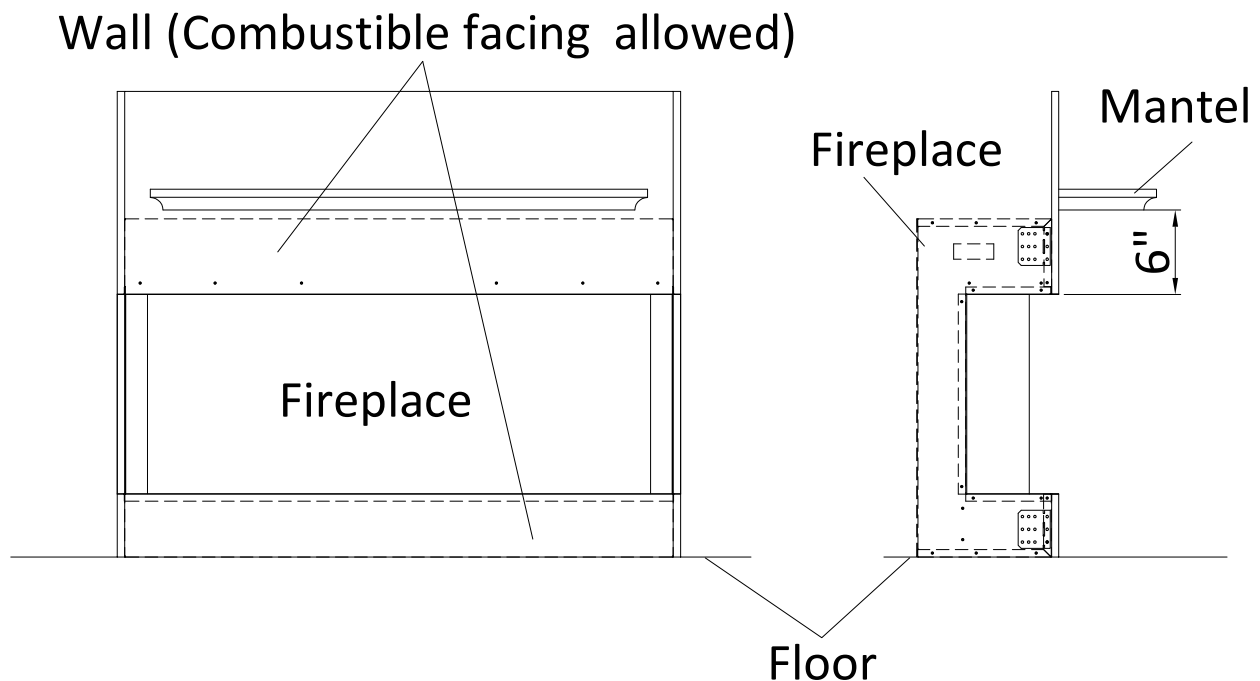 Wall (Combustible facing  allowed)
Mantel
Fireplace
6"
Fireplace
Floor